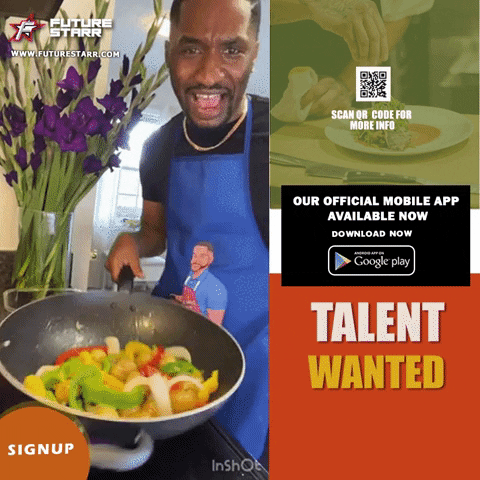 FUTURE
STARR
WWW.FUTURESTARR.COM
SCAN QR CODE FOR
MORE INFO
OUR OFFICIAL MOBILE APP
AVAILABLE NOW
DOWNLOAD NOW
ANDROID APP ON
Google play
TALENT
WANTED
SIGNUP
InShOt